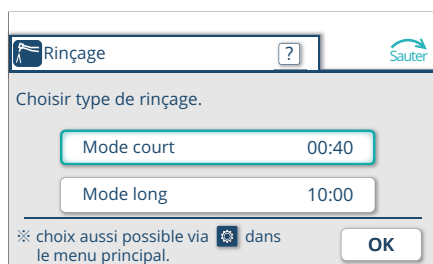 Rinçage
?
Sauter
Choisir type de rinçage.
Mode court 00:40
Mode long 10:00
※ choix aussi possible via dans
le menu principal.
OK